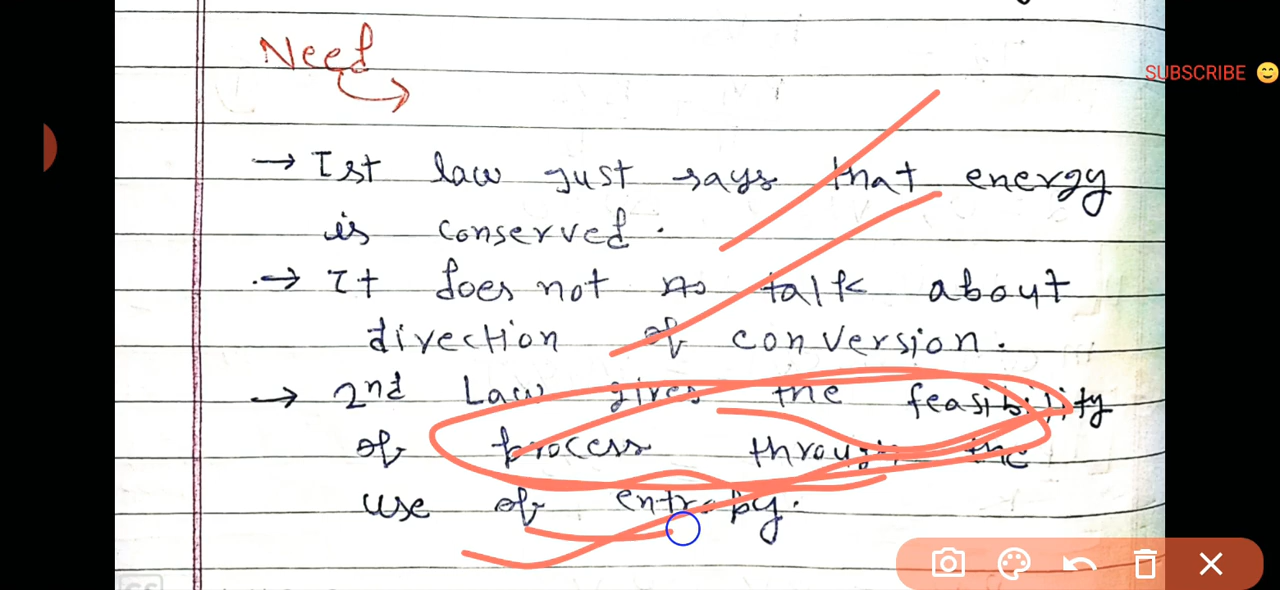 Need
SUBSCRIBE 😊
→ Ist law just says that energy
is conserved.
→ It does not talk about
direction of conversion.
→ 2nd Law gives the feasibility
of process through the
use of entropy.